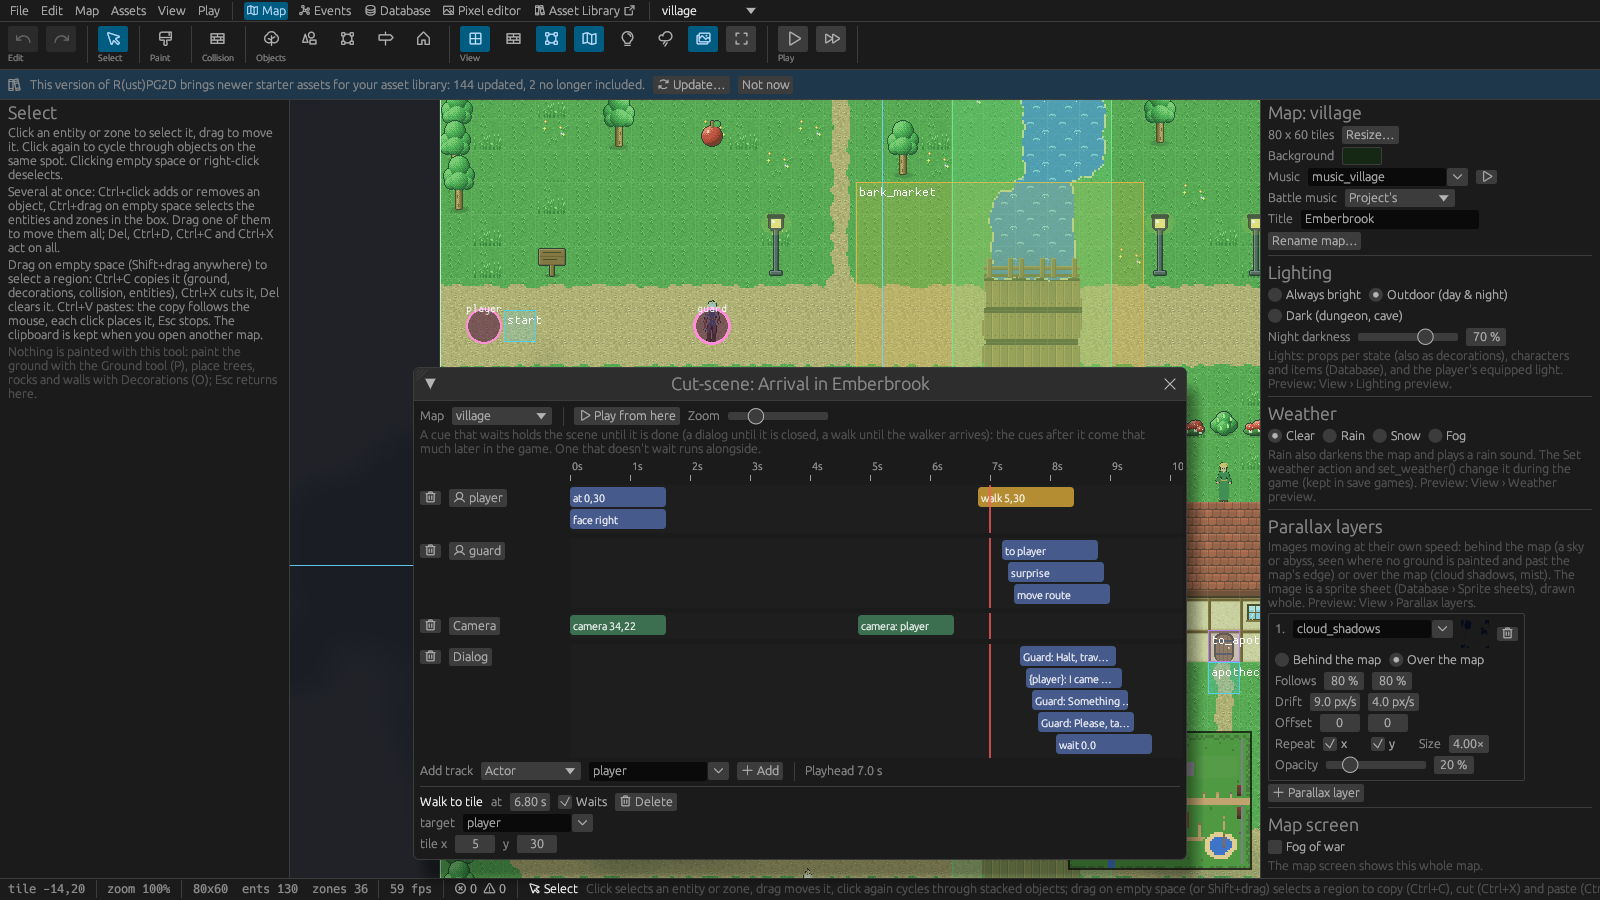 File Edit Map Assets View Play Map Events Database Pixel editor Asset Library village
Edit Select Paint Collision Objects View Play
This version of R(ust)PG2D brings newer starter assets for your asset library: 144 updated, 2 no longer included. Update... Not now
Select
Click an entity or zone to select it, drag to move
it. Click again to cycle through objects on the
same spot. Clicking empty space or right-click
deselects.
Several at once: Ctrl+click adds or removes an
object, Ctrl+drag on empty space selects the
entities and zones in the box. Drag one of them
to move them all; Del, Ctrl+D, Ctrl+C and Ctrl+X
act on all.
Drag on empty space (Shift+drag anywhere) to
select a region: Ctrl+C copies it (ground,
decorations, collision, entities), Ctrl+X cuts it, Del
clears it. Ctrl+V pastes: the copy follows the
mouse, each click places it, Esc stops. The
clipboard is kept when you open another map.
Nothing is painted with this tool: paint the
ground with the Ground tool (P), place trees,
rocks and walls with Decorations (O); Esc returns
here.
bark_market
player
start
guard
to_apot
apothec
Cut-scene: Arrival in Emberbrook
Map village Play from here Zoom
A cue that waits holds the scene until it is done (a dialog until it is closed, a walk until the walker arrives): the cues after it come that
much later in the game. One that doesn't wait runs alongside.
0s 1s 2s 3s 4s 5s 6s 7s 8s 9s 10
player at 0,30 walk 5,30
face right
guard to player
surprise
move route
Camera camera 34,22 camera: player
Dialog Guard: Halt, trav...
{player}: I came ...
Guard: Something ..
Guard: Please, ta...
wait 0.0
Add track Actor player + Add Playhead 7.0 s
Walk to tile at 6.80 s Waits Delete
target player
tile x 5 y 30
Map: village
80 x 60 tiles Resize...
Background
Music music_village
Battle music Project's
Title Emberbrook
Rename map...
Lighting
Always bright Outdoor (day & night)
Dark (dungeon, cave)
Night darkness 70 %
Lights: props per state (also as decorations), characters
and items (Database), and the player's equipped light.
Preview: View › Lighting preview.
Weather
Clear Rain Snow Fog
Rain also darkens the map and plays a rain sound. The Set
weather action and set_weather() change it during the
game (kept in save games). Preview: View › Weather
preview.
Parallax layers
Images moving at their own speed: behind the map (a sky
or abyss, seen where no ground is painted and past the
map's edge) or over the map (cloud shadows, mist). The
image is a sprite sheet (Database › Sprite sheets), drawn
whole. Preview: View › Parallax layers.
1. cloud_shadows
Behind the map Over the map
Follows 80 % 80 %
Drift 9.0 px/s 4.0 px/s
Offset 0 0
Repeat x y Size 4.00×
Opacity 20 %
+ Parallax layer
Map screen
Fog of war
The map screen shows this whole map.
tile -14,20 zoom 100% 80x60 ents 130 zones 36 59 fps 0 0 Select Click selects an entity or zone, drag moves it, click again cycles through stacked objects; drag on empty space (or Shift+drag) selects a region to copy (Ctrl+C), cut (Ctrl+X) and paste (Ct